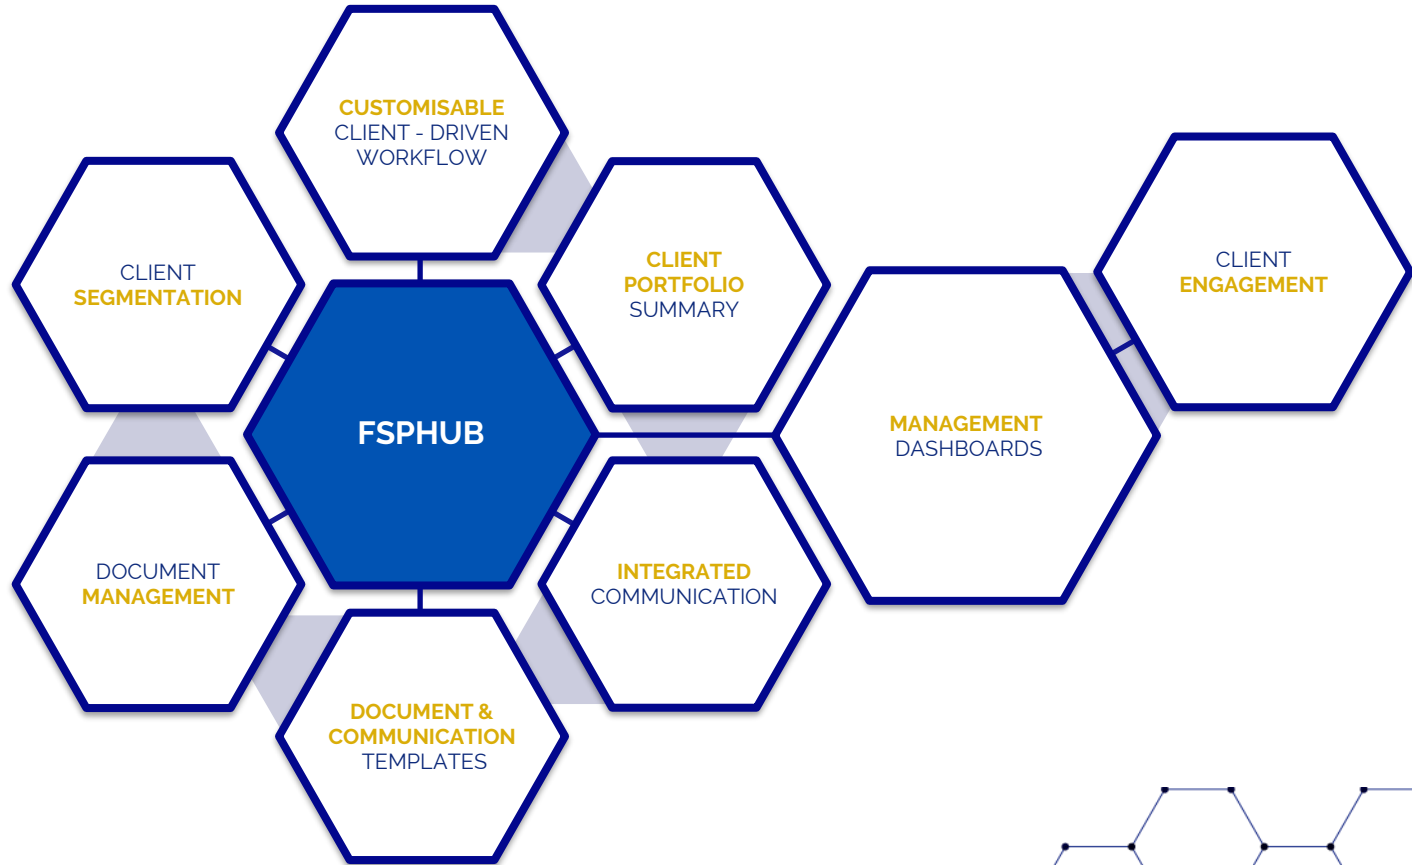 CUSTOMISABLE
CLIENT - DRIVEN
WORKFLOW
CLIENT
SEGMENTATION
CLIENT
PORTFOLIO
SUMMARY
CLIENT
ENGAGEMENT
FSPHUB
MANAGEMENT
DASHBOARDS
DOCUMENT
MANAGEMENT
INTEGRATED
COMMUNICATION
DOCUMENT &
COMMUNICATION
TEMPLATES